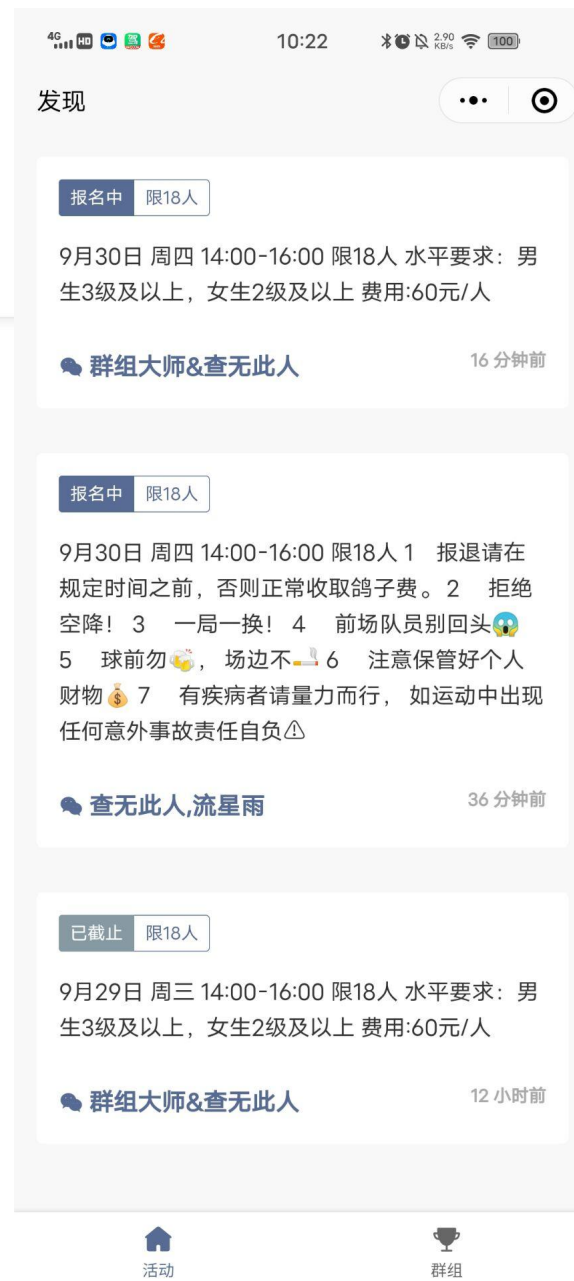 4G HD 10:22 2.90 KB/s 100
发现
报名中 限18人
9月30日 周四 14:00-16:00 限18人 水平要求：男
生3级及以上，女生2级及以上 费用:60元/人
群组大师&查无此人 16 分钟前
报名中 限18人
9月30日 周四 14:00-16:00 限18人 1 报退请在
规定时间之前，否则正常收取鸽子费。2 拒绝
空降！3 一局一换！4 前场队员别回头😱
5 球前勿🍻，场边不🚬 6 注意保管好个人
财物💰 7 有疾病者请量力而行， 如运动中出现
任何意外事故责任自负⚠
查无此人,流星雨 36 分钟前
已截止 限18人
9月29日 周三 14:00-16:00 限18人 水平要求：男
生3级及以上，女生2级及以上 费用:60元/人
群组大师&查无此人 12 小时前
活动 群组